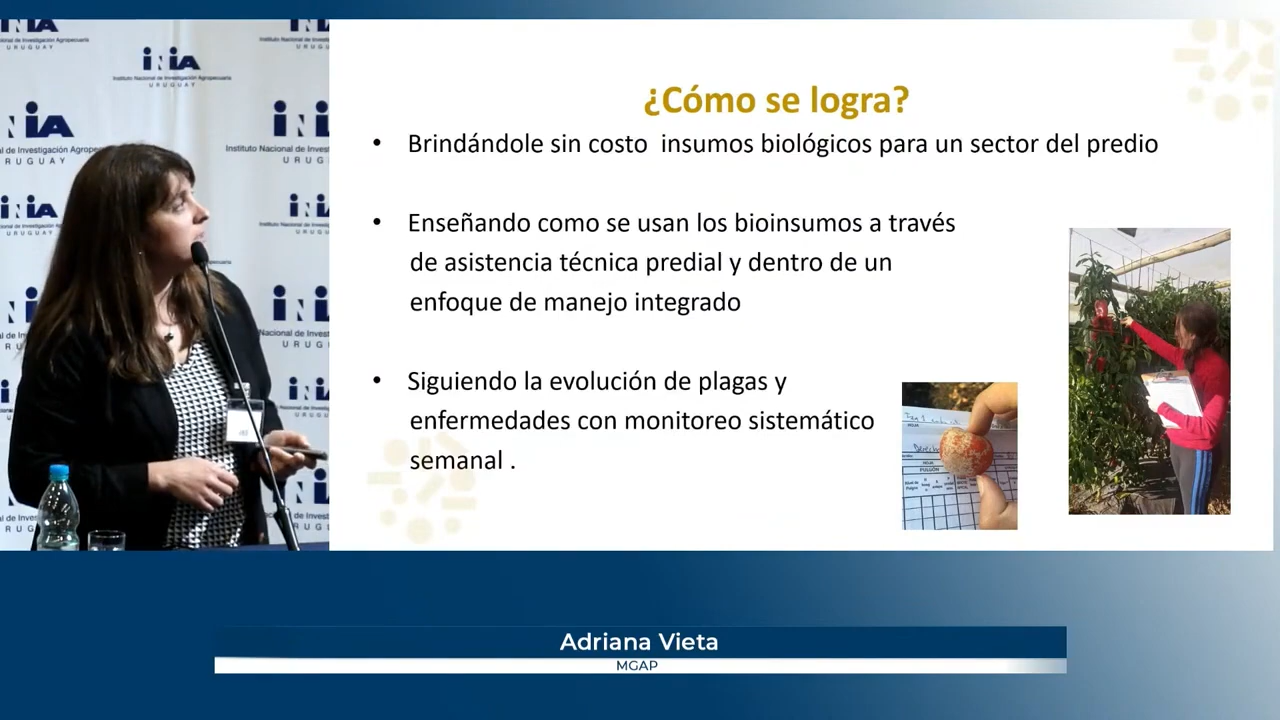 INIA
Instituto Nacional de Investigación Agropecuaria
URUGUAY
¿Cómo se logra?
• Brindándole sin costo insumos biológicos para un sector del predio
• Enseñando como se usan los bioinsumos a través
de asistencia técnica predial y dentro de un
enfoque de manejo integrado
• Siguiendo la evolución de plagas y
enfermedades con monitoreo sistemático
semanal .
Derecho
PULGÓN
Adriana Vieta
MGAP